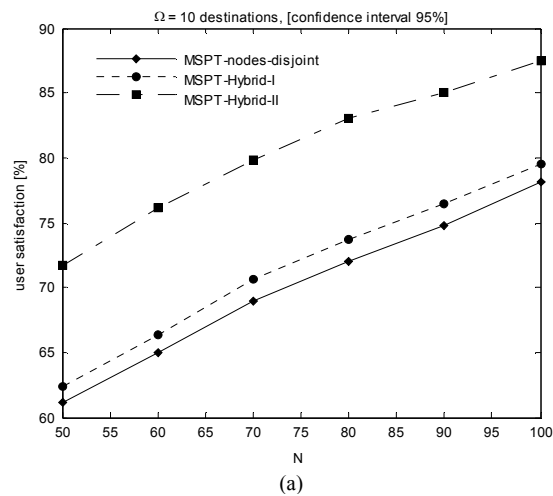 Ω = 10 destinations, [confidence interval 95%]
90
85
80
75
70
65
60
user satisfaction [%]
MSPT-nodes-disjoint
MSPT-Hybrid-I
MSPT-Hybrid-II
50 55 60 65 70 75 80 85 90 95 100
N
(a)